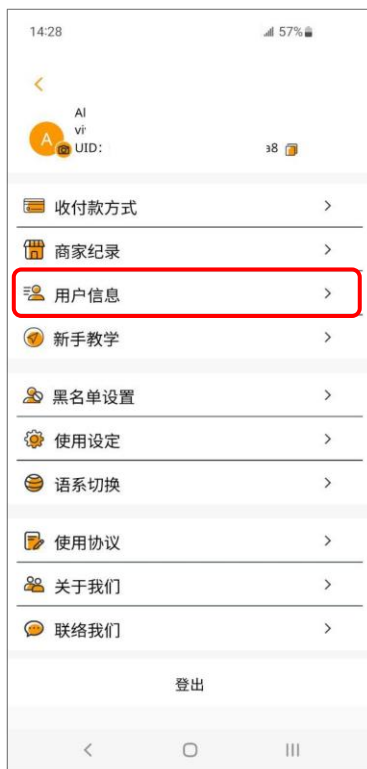 14:28 57%
Al
A
UID:
收付款方式
商家纪录
用户信息
新手教学
黑名单设置
使用设定
语系切换
使用协议
关于我们
联络我们
登出